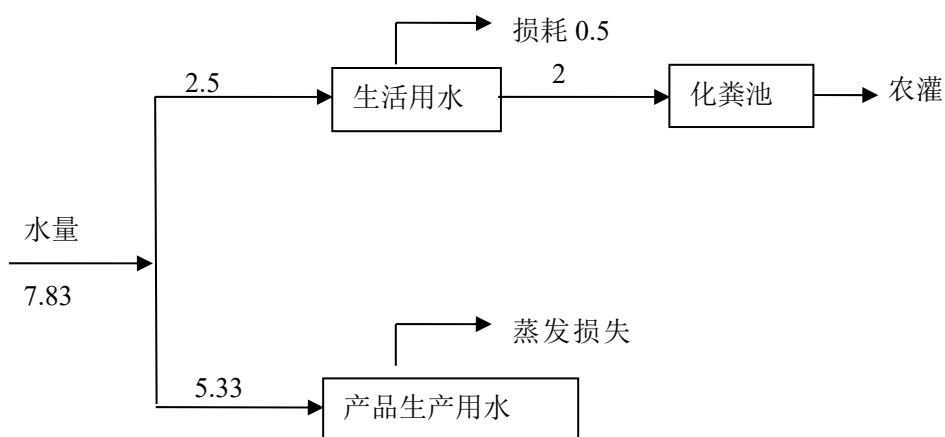 损耗 0.5
2.5
生活用水
2
化粪池
农灌
水量
7.83
蒸发损失
5.33
产品生产用水